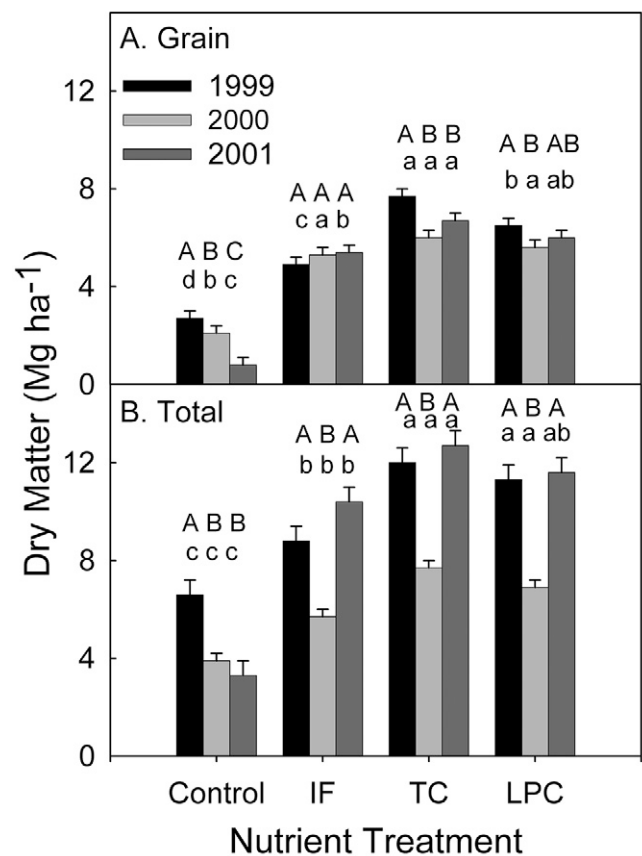 A. Grain
1999
2000
2001
12
8
4
0
A B C
d b c
A A A
c a b
A B B
a a a
A B AB
b a ab
B. Total
12
8
4
0
A B B
c c c
A B A
b b b
A B A
a a a
A B A
a a ab
Dry Matter (Mg ha⁻¹)
Control IF TC LPC
Nutrient Treatment